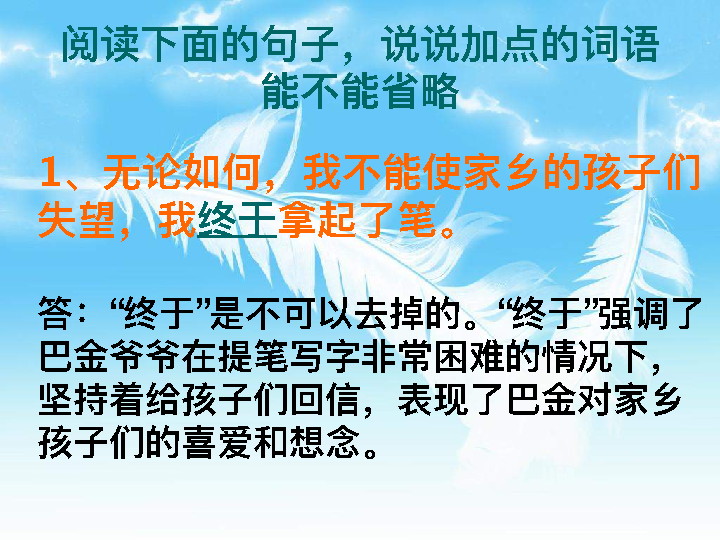 阅读下面的句子，说说加点的词语
能不能省略
1、无论如何，我不能使家乡的孩子们
失望，我终于拿起了笔。
答：“终于”是不可以去掉的。“终于”强调了
巴金爷爷在提笔写字非常困难的情况下，
坚持着给孩子们回信，表现了巴金对家乡
孩子们的喜爱和想念。